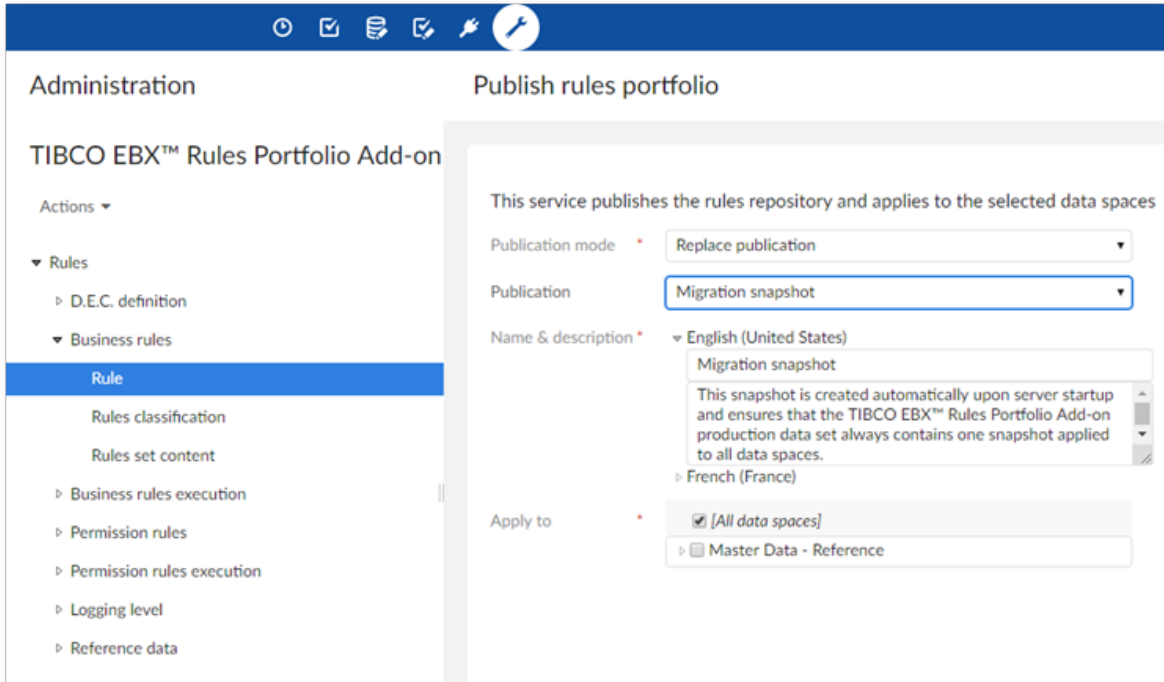 Administration
Publish rules portfolio
TIBCO EBX™ Rules Portfolio Add-on
Actions
Rules
D.E.C. definition
Business rules
Rule
Rules classification
Rules set content
Business rules execution
Permission rules
Permission rules execution
Logging level
Reference data
This service publishes the rules repository and applies to the selected data spaces
Publication mode * Replace publication
Publication Migration snapshot
Name & description * English (United States)
Migration snapshot
This snapshot is created automatically upon server startup
and ensures that the TIBCO EBX™ Rules Portfolio Add-on
production data set always contains one snapshot applied
to all data spaces.
French (France)
Apply to * [All data spaces]
Master Data - Reference